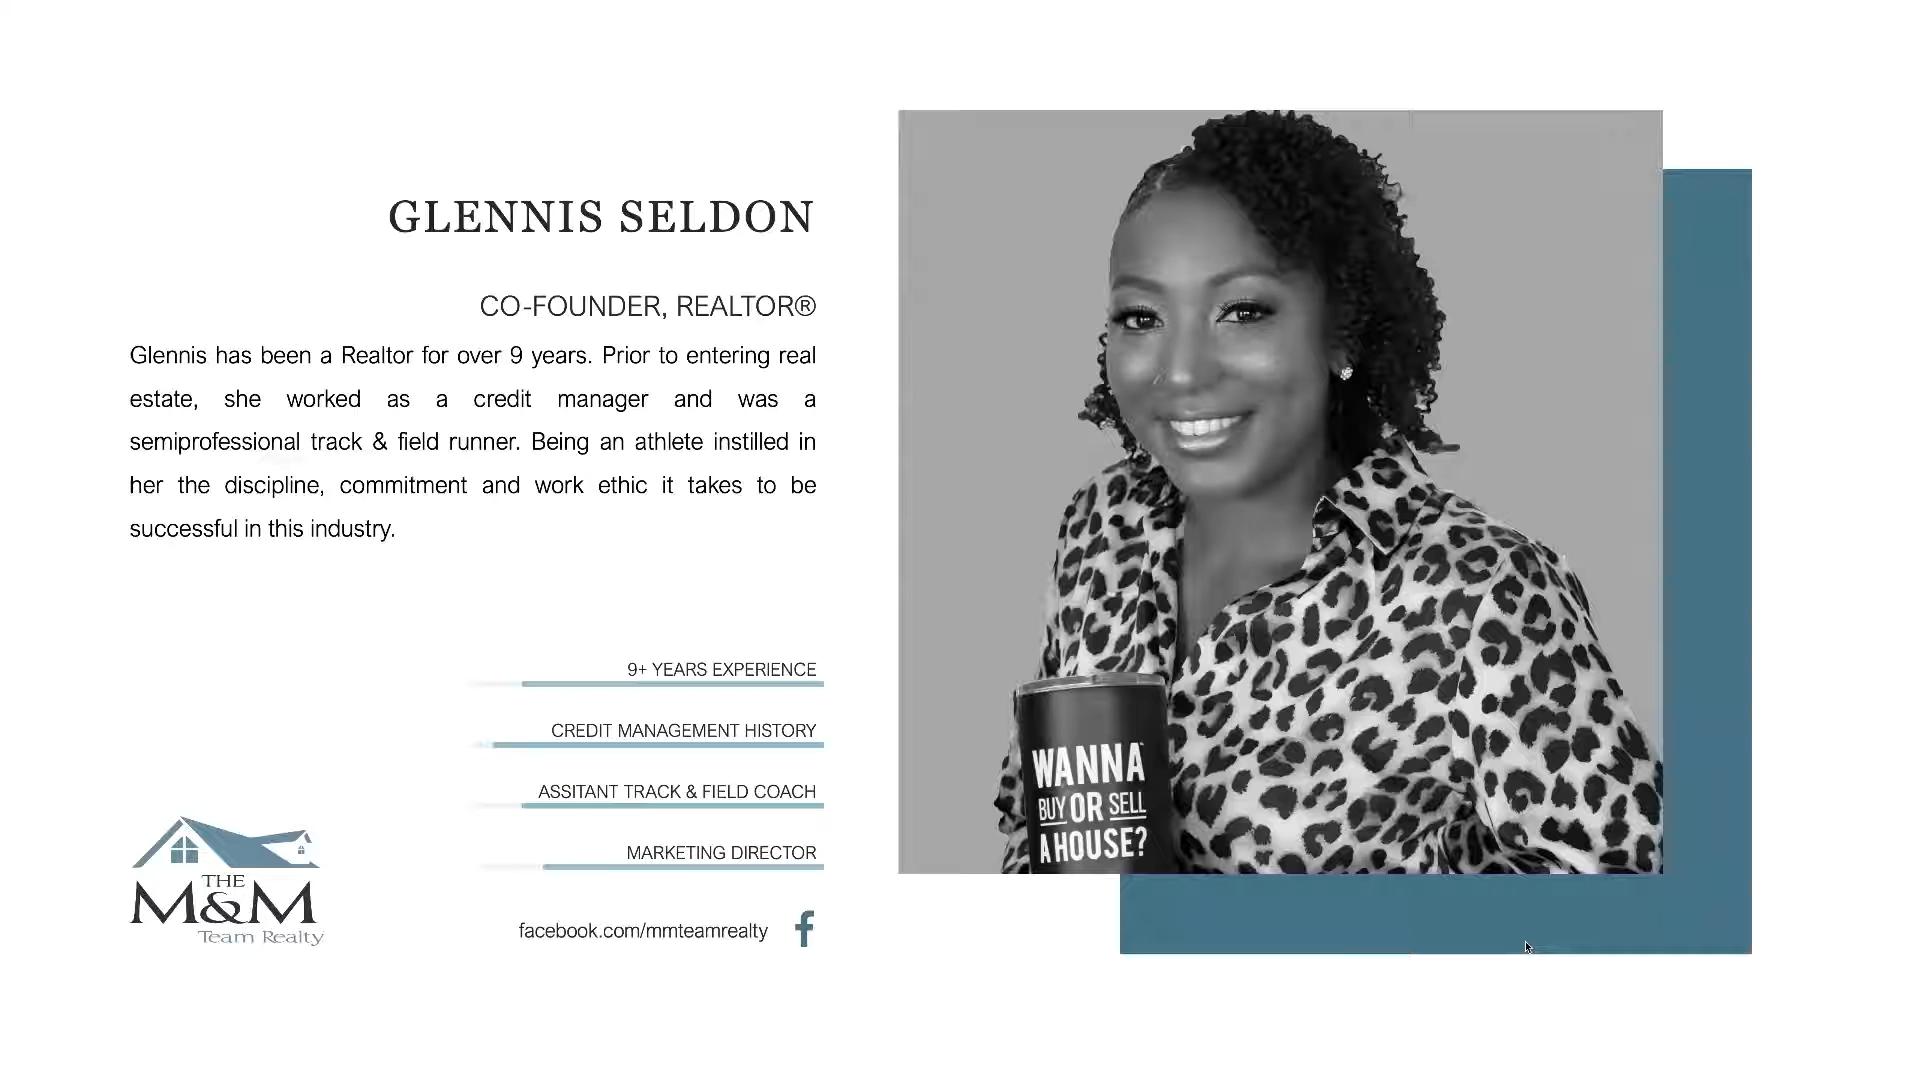 GLENNIS SELDON
CO-FOUNDER, REALTOR®
Glennis has been a Realtor for over 9 years. Prior to entering real
estate, she worked as a credit manager and was a
semiprofessional track & field runner. Being an athlete instilled in
her the discipline, commitment and work ethic it takes to be
successful in this industry.
9+ YEARS EXPERIENCE
CREDIT MANAGEMENT HISTORY
ASSITANT TRACK & FIELD COACH
MARKETING DIRECTOR
facebook.com/mmteamrealty
THE
M&M
Team Realty
WANNA
BUY OR SELL
A HOUSE?